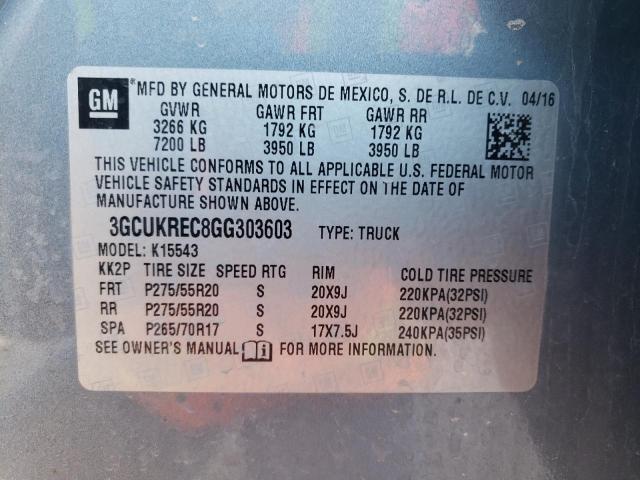 GM ® MFD BY GENERAL MOTORS DE MEXICO, S. DE R.L. DE C.V. 04/16
GVWR GAWR FRT GAWR RR
3266 KG 1792 KG 1792 KG
7200 LB 3950 LB 3950 LB
THIS VEHICLE CONFORMS TO ALL APPLICABLE U.S. FEDERAL MOTOR
VEHICLE SAFETY STANDARDS IN EFFECT ON THE DATE OF
MANUFACTURE SHOWN ABOVE.
3GCUKREC8GG303603 TYPE: TRUCK
MODEL: K15543
KK2P TIRE SIZE SPEED RTG RIM COLD TIRE PRESSURE
FRT P275/55R20 S 20X9J 220KPA(32PSI)
RR P275/55R20 S 20X9J 220KPA(32PSI)
SPA P265/70R17 S 17X7.5J 240KPA(35PSI)
SEE OWNER'S MANUAL FOR MORE INFORMATION.